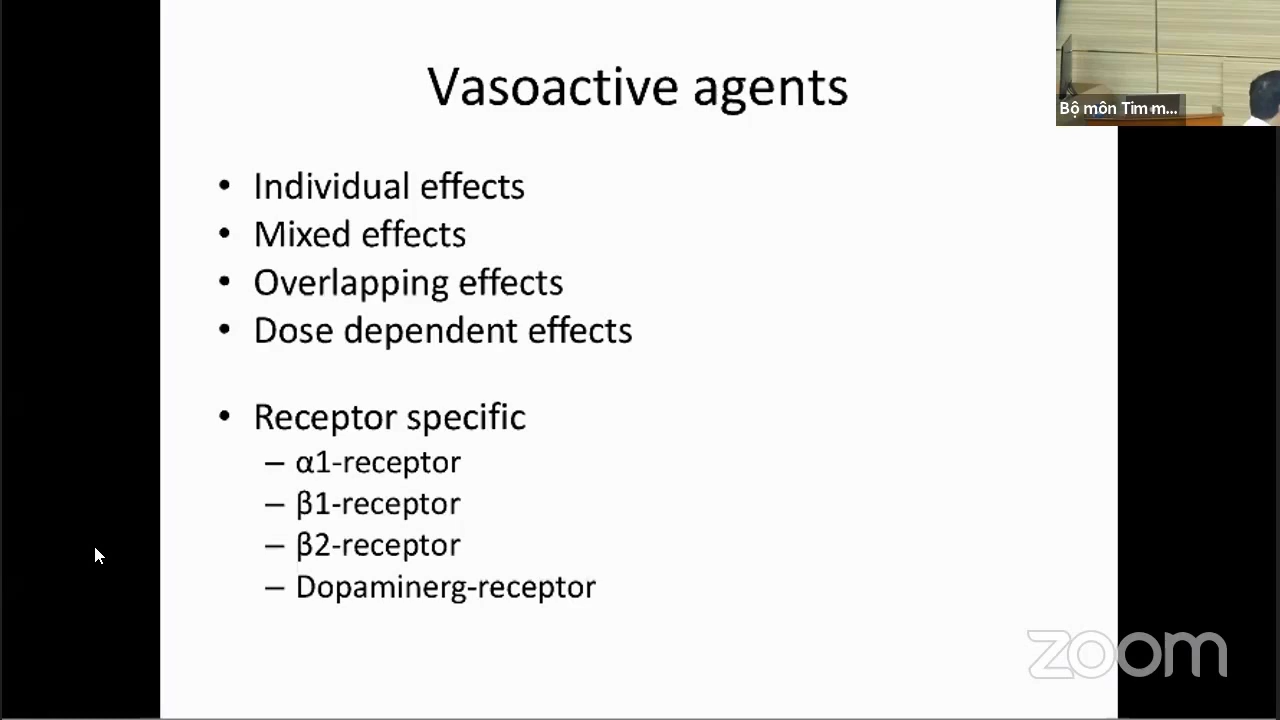 Vasoactive agents
Bộ môn Tim m...
• Individual effects
• Mixed effects
• Overlapping effects
• Dose dependent effects
• Receptor specific
– α1-receptor
– β1-receptor
– β2-receptor
– Dopaminerg-receptor
zoom